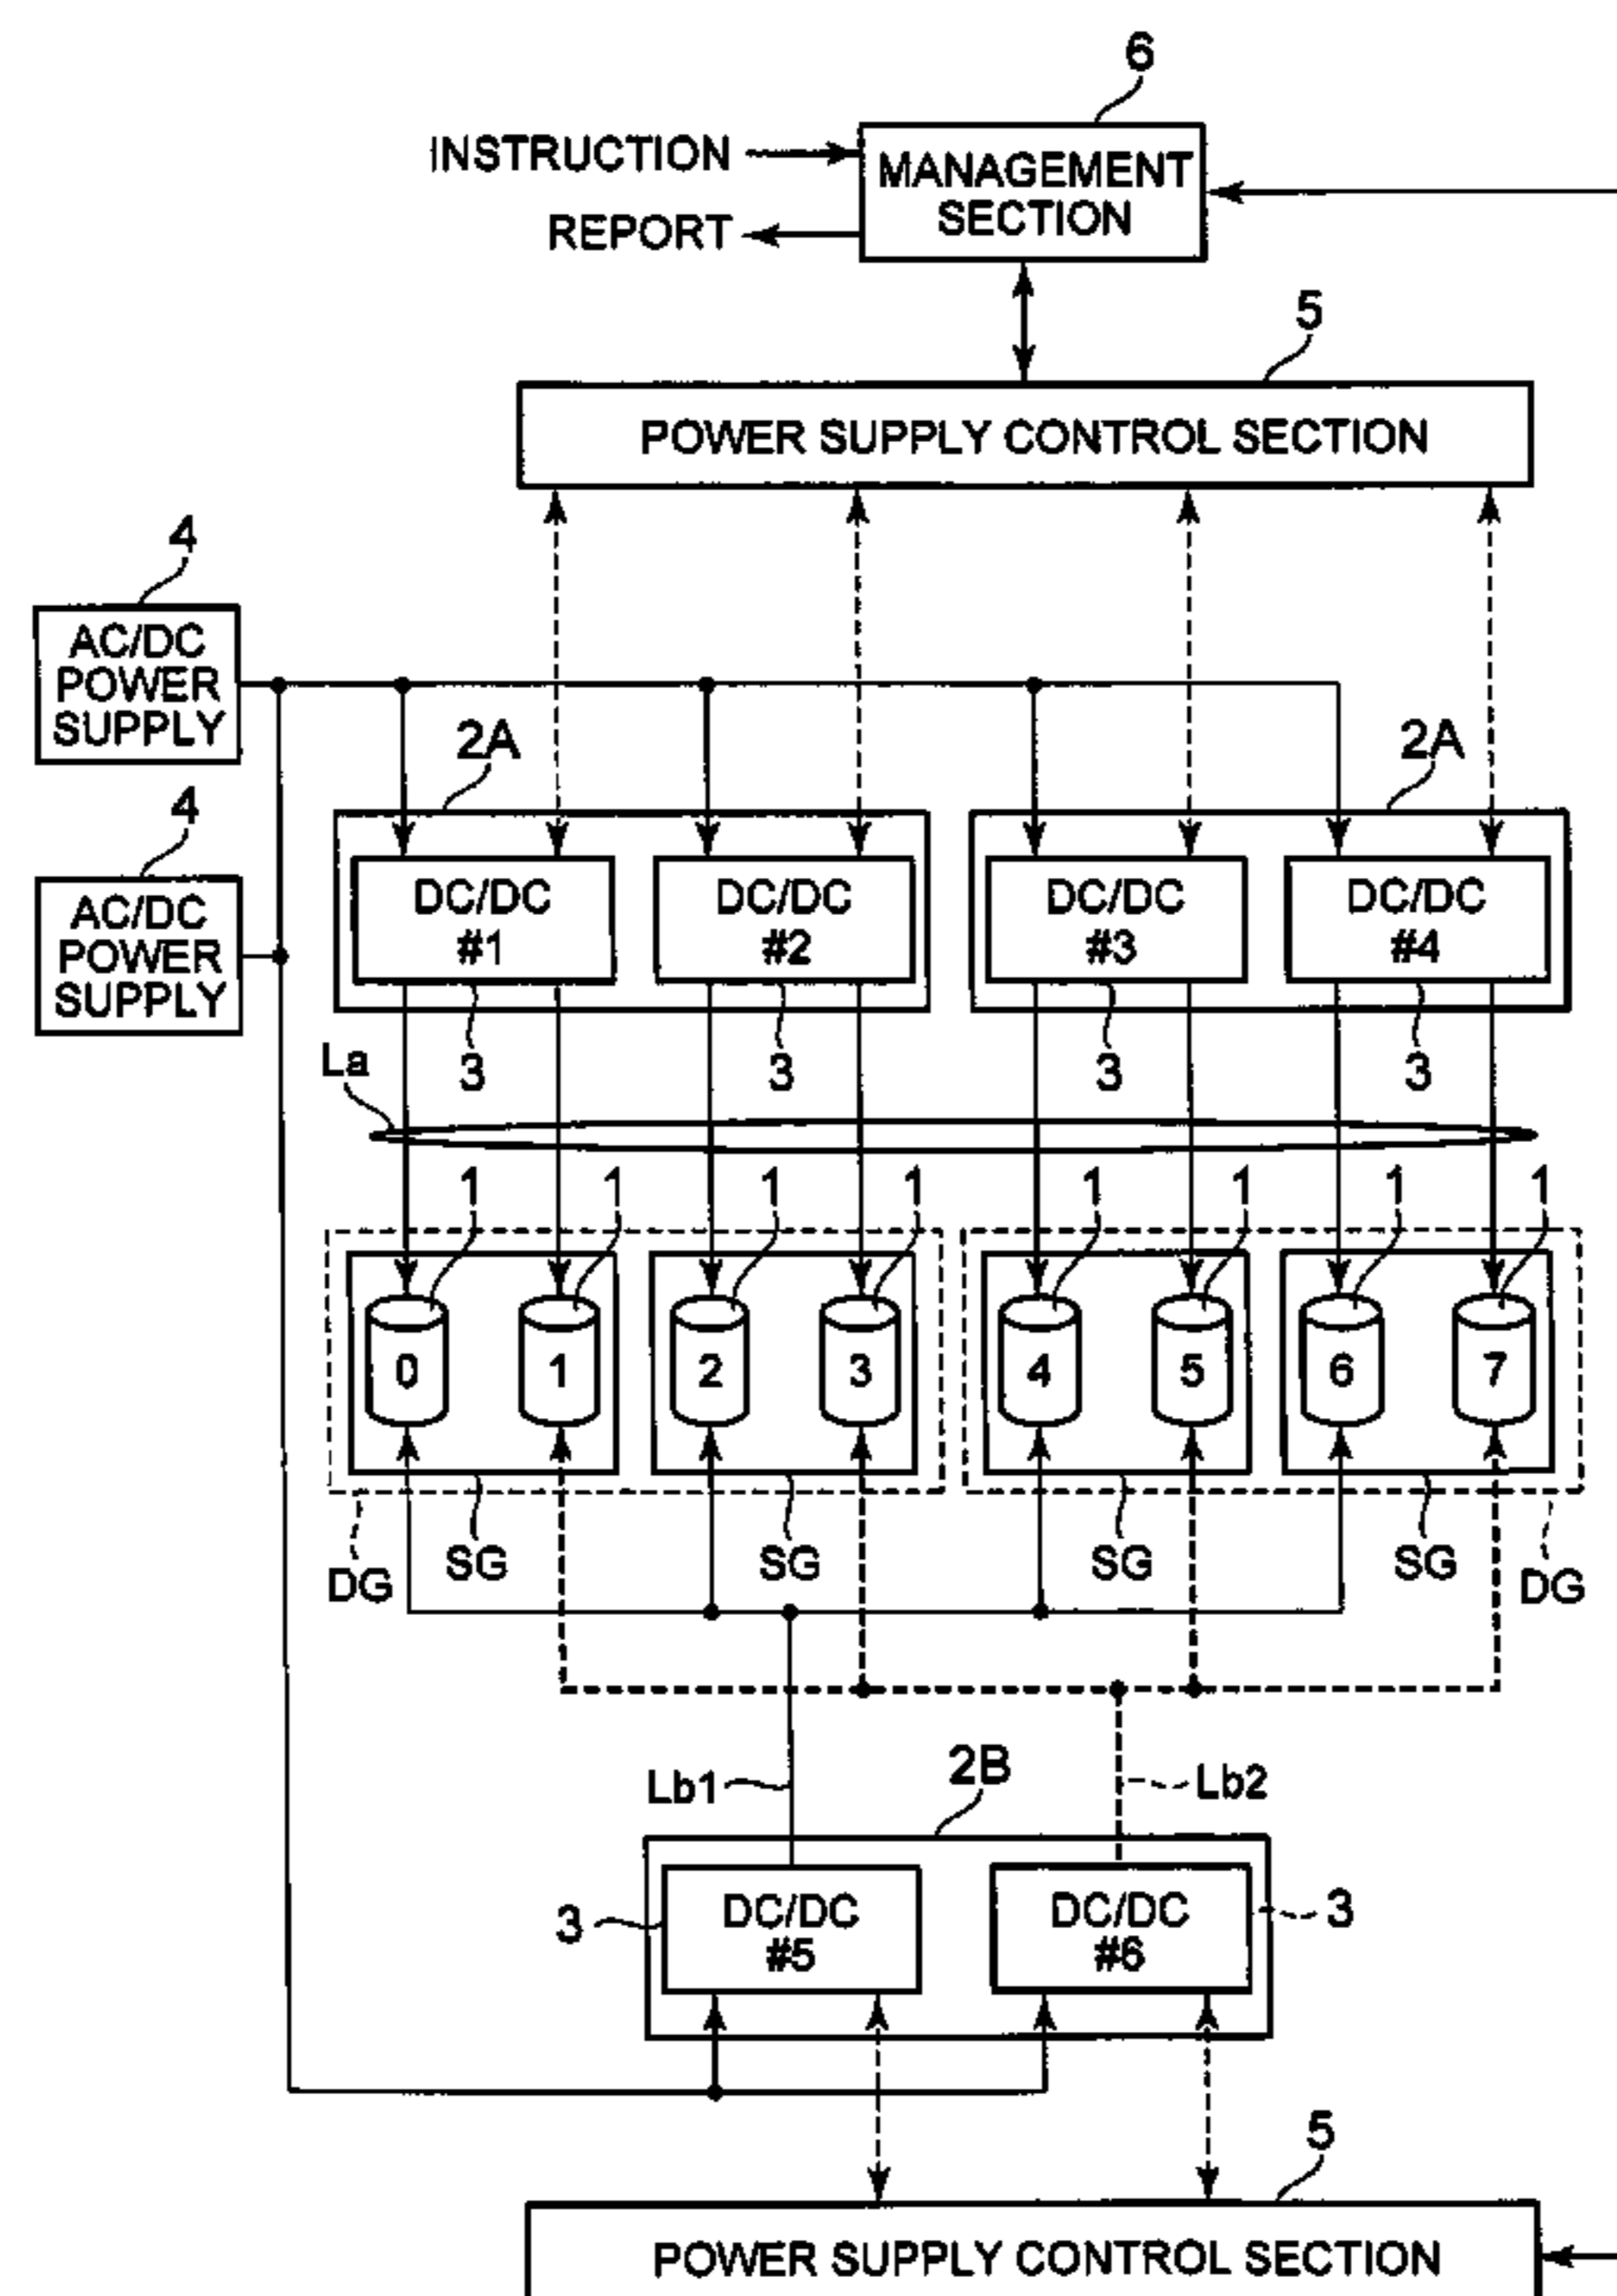 6
INSTRUCTION
MANAGEMENT
SECTION
REPORT
5
POWER SUPPLY CONTROL SECTION
4
AC/DC
POWER
SUPPLY
2A
2A
4
AC/DC
POWER
SUPPLY
DC/DC
#1
DC/DC
#2
DC/DC
#3
DC/DC
#4
3
3
3
3
La
1
1
1
1
1
1
1
1
0
1
2
3
4
5
6
7
DG
SG
SG
SG
SG
DG
Lb1
2B
Lb2
3
DC/DC
#5
DC/DC
#6
3
5
POWER SUPPLY CONTROL SECTION